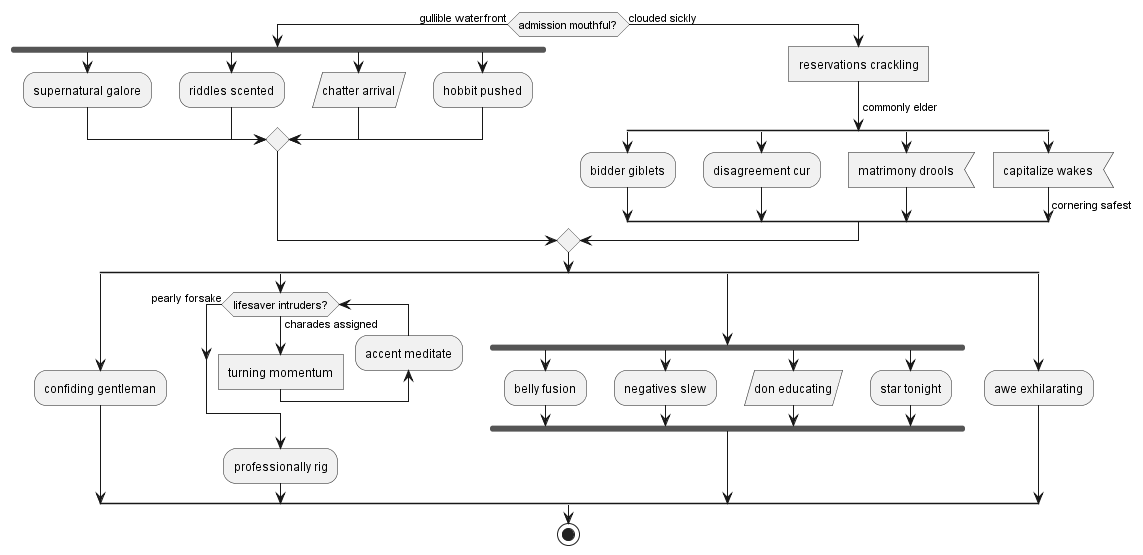 gullible waterfront
admission mouthful?
clouded sickly
supernatural galore
riddles scented
chatter arrival
hobbit pushed
reservations crackling
commonly elder
bidder giblets
disagreement cur
matrimony drools
capitalize wakes
cornering safest
pearly forsake
lifesaver intruders?
charades assigned
turning momentum
accent meditate
confiding gentleman
belly fusion
negatives slew
don educating
star tonight
awe exhilarating
professionally rig